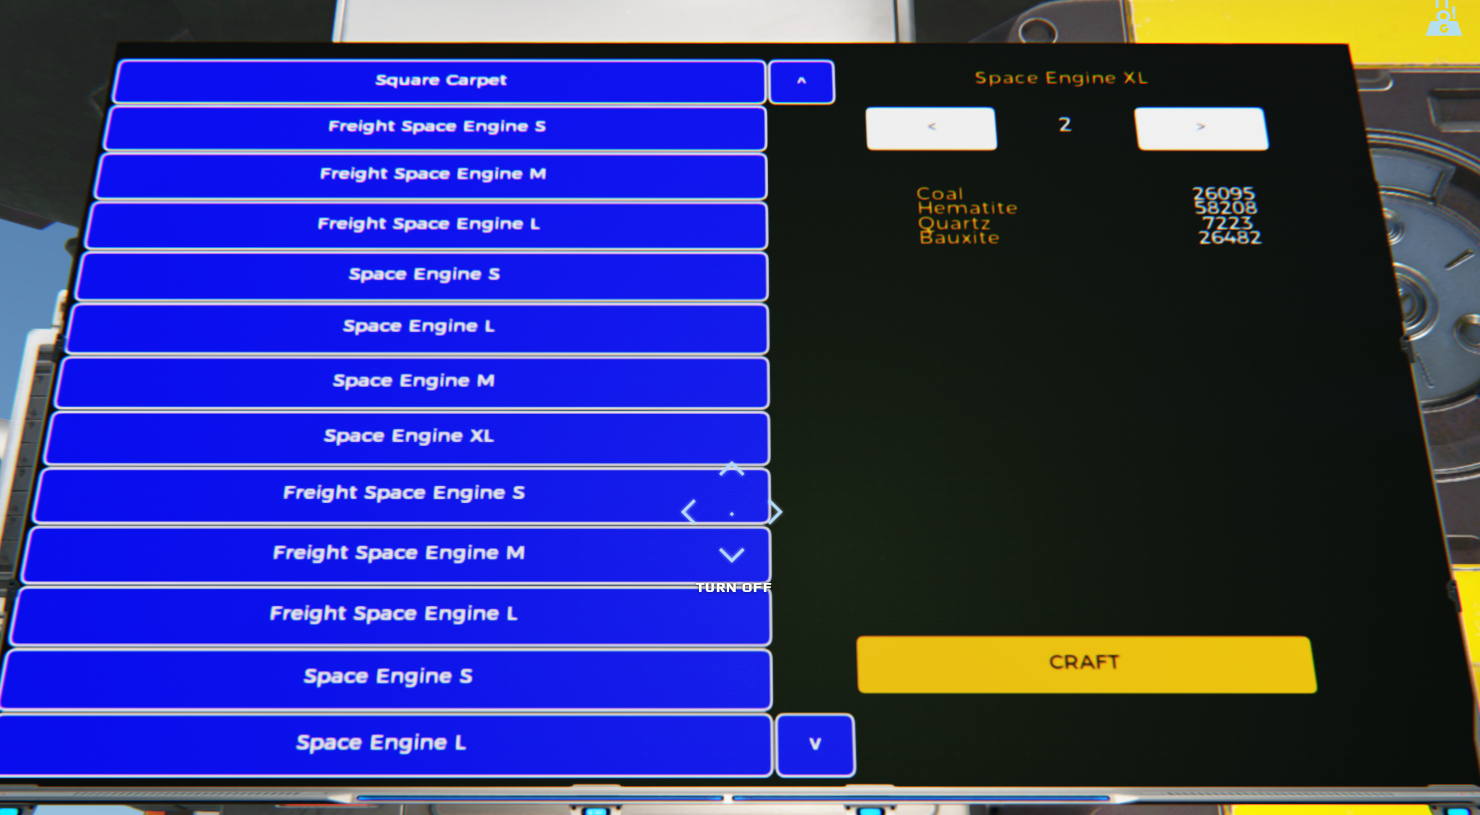 Square Carpet
^
Freight Space Engine S
Freight Space Engine M
Freight Space Engine L
Space Engine S
Space Engine L
Space Engine M
Space Engine XL
Freight Space Engine S
Freight Space Engine M
TURN OFF
Freight Space Engine L
Space Engine S
Space Engine L
v
Space Engine XL
< 2 >
Coal 26095
Hematite 58208
Quartz 7223
Bauxite 26482
CRAFT